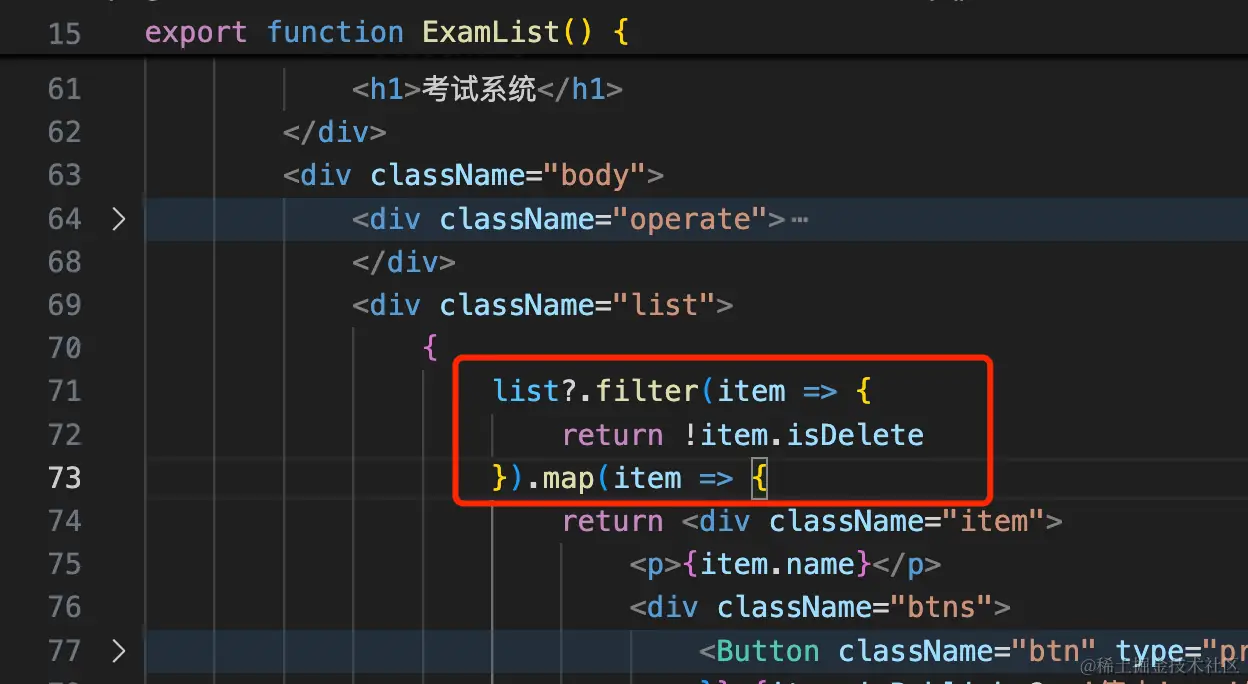 15 export function ExamList() {
61 <h1>考试系统</h1>
62 </div>
63 <div className="body">
64 <div className="operate">⋯
68 </div>
69 <div className="list">
70 {
71 list?.filter(item => {
72 return !item.isDelete
73 }).map(item => {
74 return <div className="item">
75 <p>{item.name}</p>
76 <div className="btns">
77 <Button className="btn" type="pr
@稀土掘金技术社区